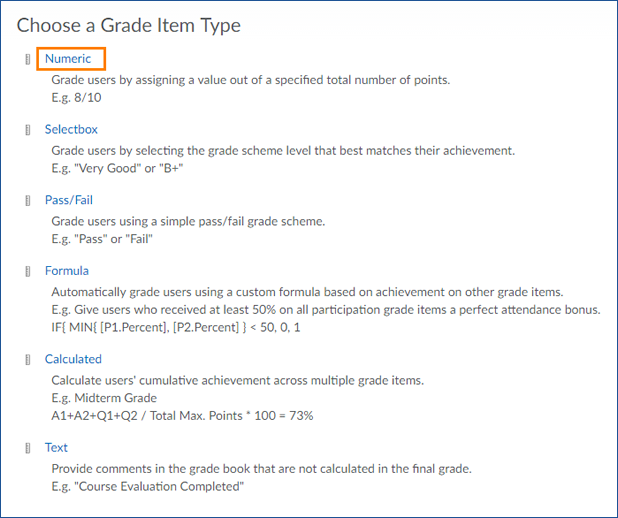 Choose a Grade Item Type
Numeric
Grade users by assigning a value out of a specified total number of points.
E.g. 8/10
Selectbox
Grade users by selecting the grade scheme level that best matches their achievement.
E.g. "Very Good" or "B+"
Pass/Fail
Grade users using a simple pass/fail grade scheme.
E.g. "Pass" or "Fail"
Formula
Automatically grade users using a custom formula based on achievement on other grade items.
E.g. Give users who received at least 50% on all participation grade items a perfect attendance bonus.
IF{ MIN{ [P1.Percent], [P2.Percent] } < 50, 0, 1
Calculated
Calculate users' cumulative achievement across multiple grade items.
E.g. Midterm Grade
A1+A2+Q1+Q2 / Total Max. Points * 100 = 73%
Text
Provide comments in the grade book that are not calculated in the final grade.
E.g. "Course Evaluation Completed"